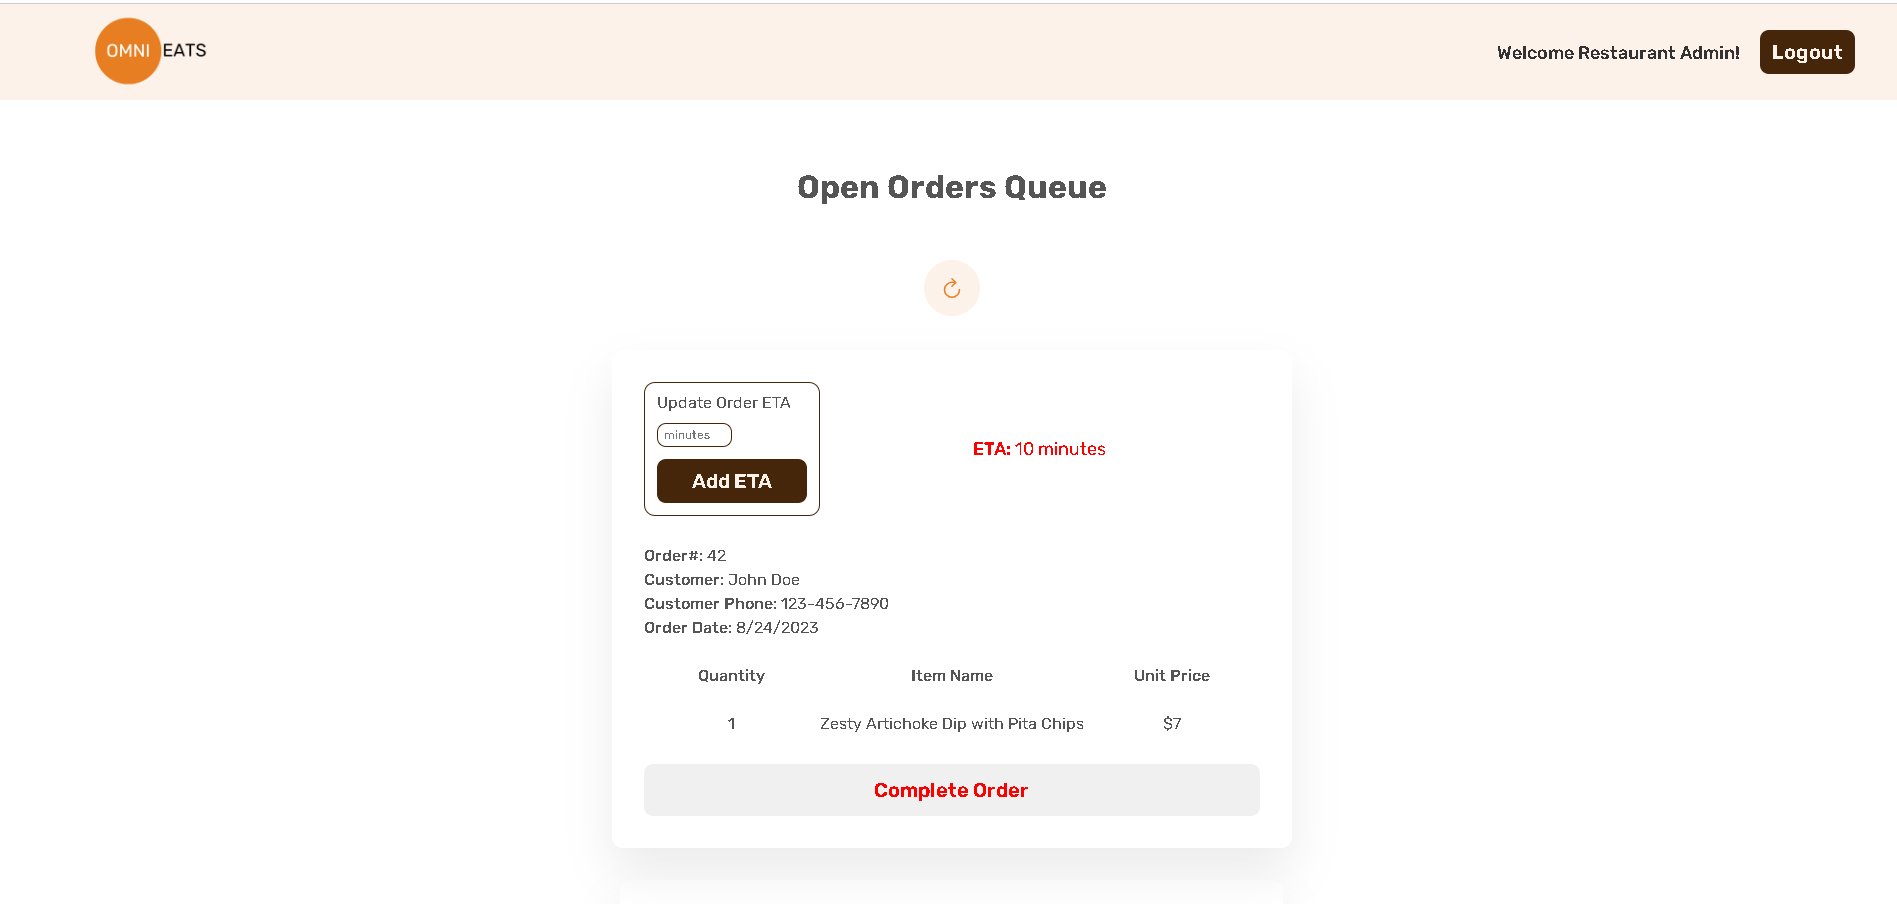 OMNI EATS
Welcome Restaurant Admin!
Logout
Open Orders Queue
Update Order ETA
minutes
Add ETA
ETA: 10 minutes
Order#: 42
Customer: John Doe
Customer Phone: 123-456-7890
Order Date: 8/24/2023
Quantity Item Name Unit Price
1 Zesty Artichoke Dip with Pita Chips $7
Complete Order